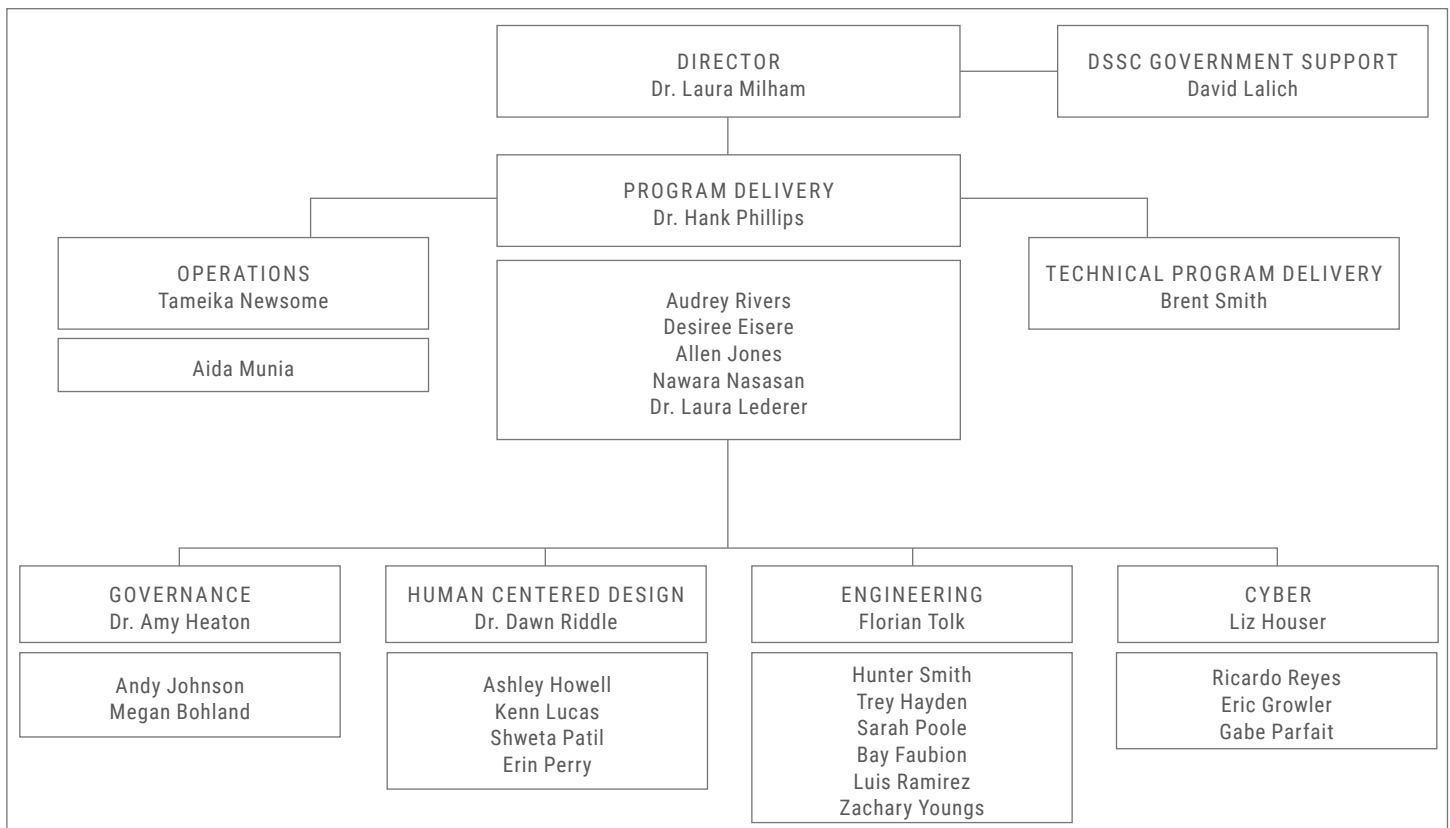 DIRECTOR
Dr. Laura Milham
DSSC GOVERNMENT SUPPORT
David Lalich
PROGRAM DELIVERY
Dr. Hank Phillips
OPERATIONS
Tameika Newsome
Aida Munia
Audrey Rivers
Desiree Eisere
Allen Jones
Nawara Nasasan
Dr. Laura Lederer
TECHNICAL PROGRAM DELIVERY
Brent Smith
GOVERNANCE
Dr. Amy Heaton
Andy Johnson
Megan Bohland
HUMAN CENTERED DESIGN
Dr. Dawn Riddle
Ashley Howell
Kenn Lucas
Shweta Patil
Erin Perry
ENGINEERING
Florian Tolk
Hunter Smith
Trey Hayden
Sarah Poole
Bay Faubion
Luis Ramirez
Zachary Youngs
CYBER
Liz Houser
Ricardo Reyes
Eric Growler
Gabe Parfait